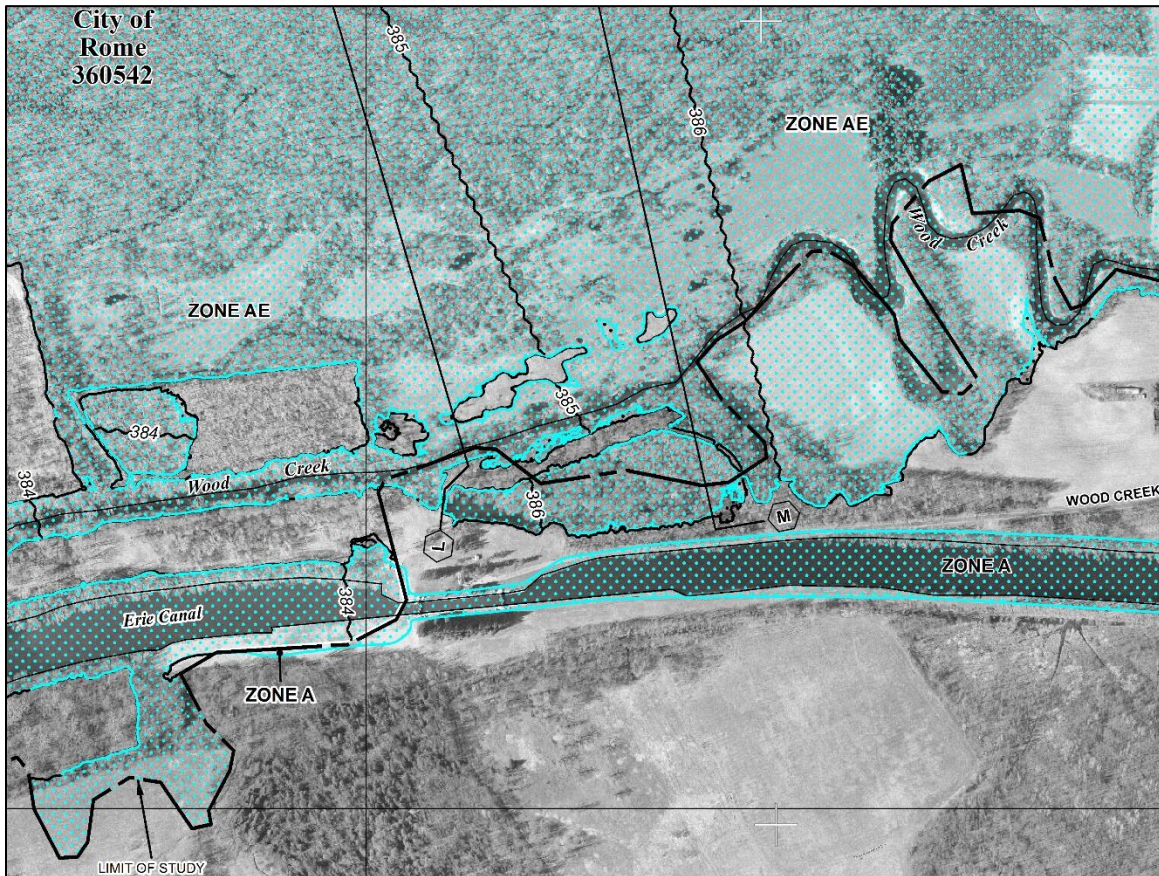 City of
Rome
360542
385
386
ZONE AE
Wood
Creek
ZONE AE
385
384
384
Wood
Creek
386
L
M
WOOD CREEK
ZONE A
384
Erie Canal
ZONE A
LIMIT OF STUDY